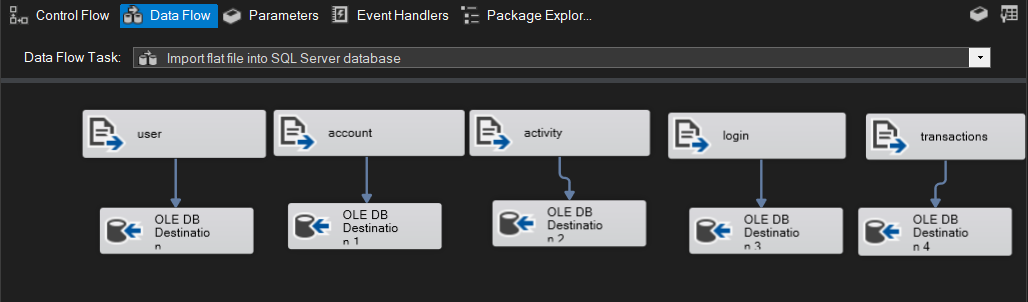 Control Flow Data Flow Parameters Event Handlers Package Explor...
Data Flow Task: Import flat file into SQL Server database
user account activity login transactions
OLE DB OLE DB OLE DB OLE DB OLE DB
Destinatio Destinatio Destinatio Destinatio Destinatio
n n 1 n 2 n 3 n 4